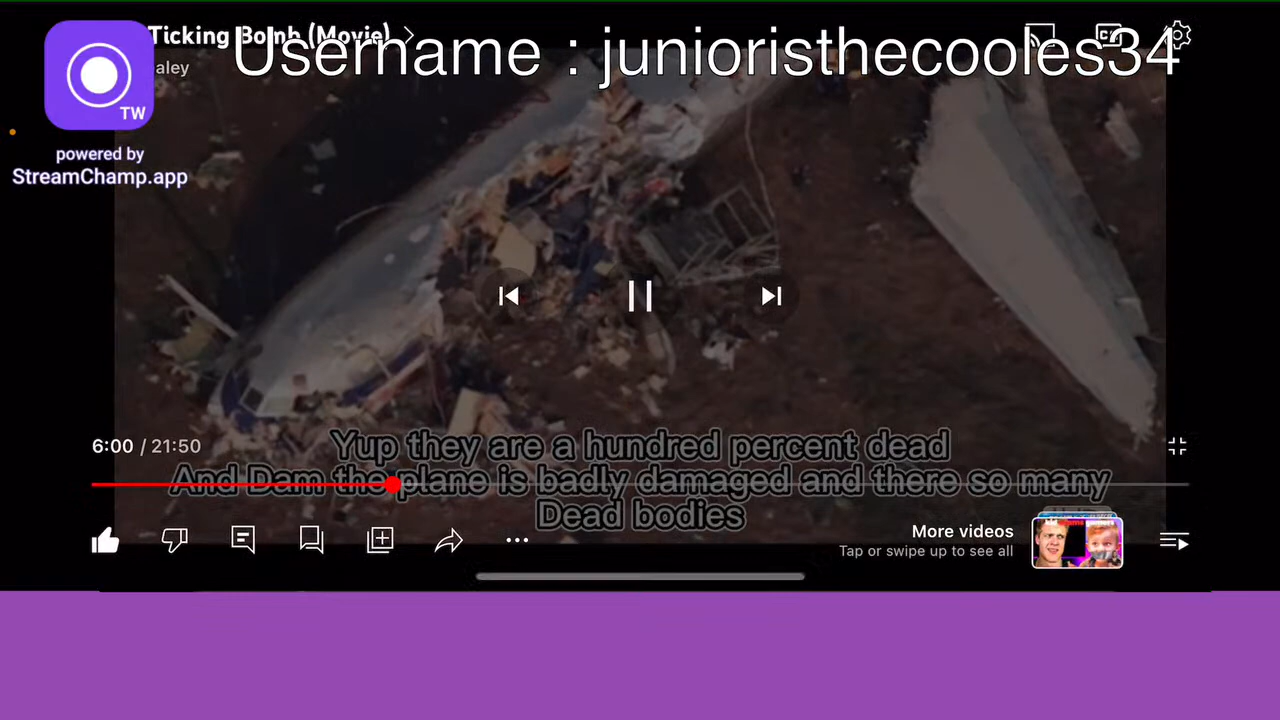 Ticking Bomb (Movie)
Username : junioristhecooles34
aley
TW
powered by
StreamChamp.app
Yup they are a hundred percent dead
6:00 / 21:50
And Dam the plane is badly damaged and there so many
Dead bodies
More videos
Tap or swipe up to see all